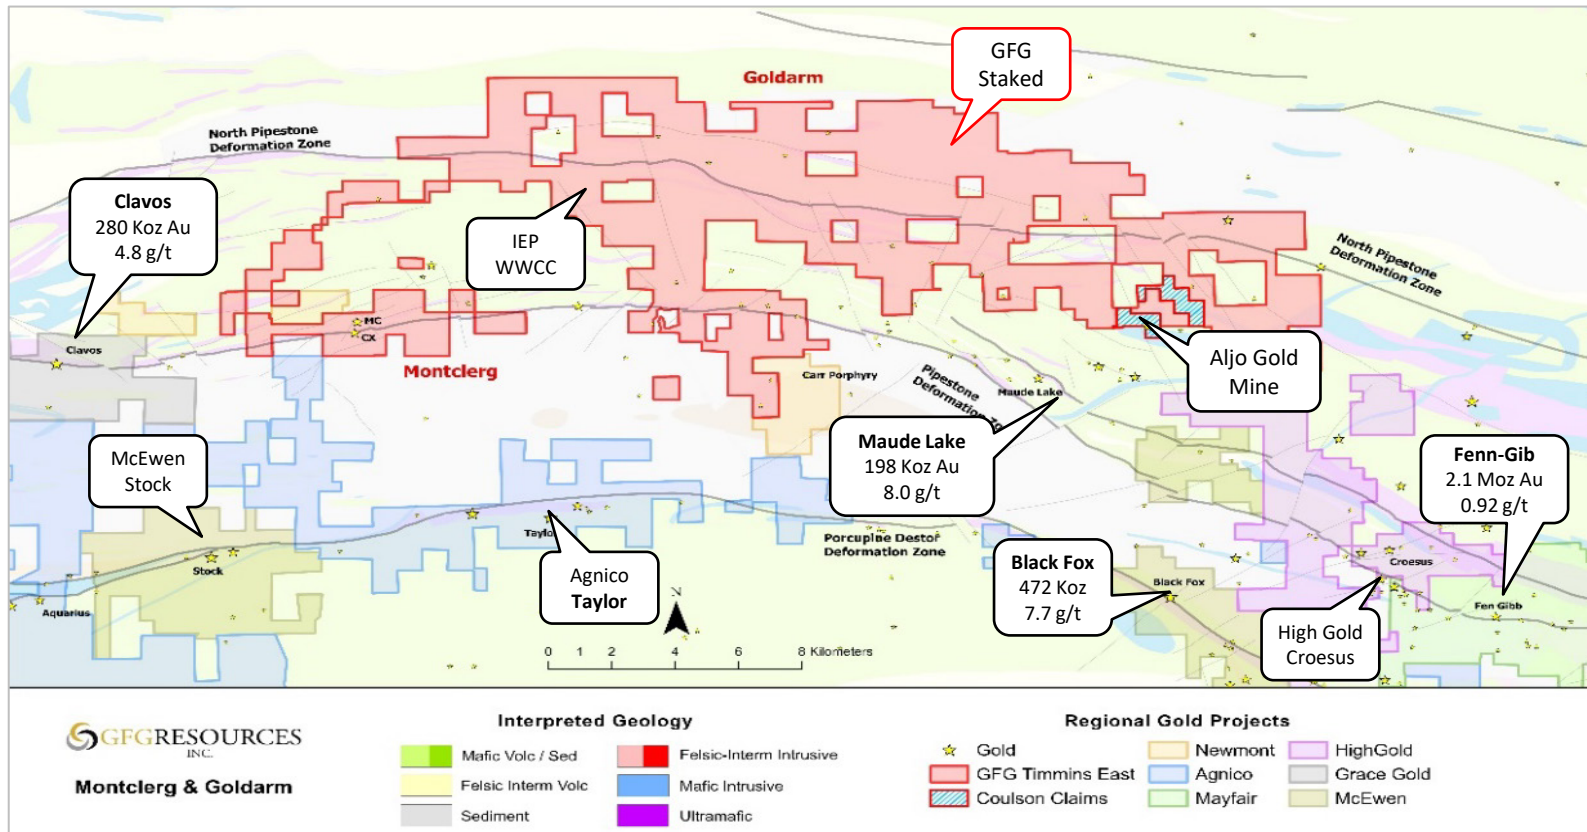 Goldarm
GFG
Staked
North Pipestone
Deformation Zone
Clavos
280 Koz Au
4.8 g/t
IEP
WWCC
North Pipestone
Deformation Zone
MC
CX
Clavos
Montclerg
Carr Porphyry
Pipestone
Deformation Zo
Maude Lake
Aljo Gold
Mine
McEwen
Stock
Maude Lake
198 Koz Au
8.0 g/t
Fenn-Gib
2.1 Moz Au
0.92 g/t
Taylor
Porcupine Destor
Deformation Zone
Stock
Aquarius
Agnico
Taylor
N
Black Fox
472 Koz
7.7 g/t
Black Fox
Croesus
Fen Gibb
High Gold
Croesus
0 2 4 6 8 Kilometers
GFG RESOURCES
INC.
Montclerg & Goldarm
Interpreted Geology
Mafic Volc / Sed
Felsic-Interm Intrusive
Felsic Interm Volc
Mafic Intrusive
Sediment
Ultramafic
Regional Gold Projects
Gold
Newmont
HighGold
GFG Timmins East
Agnico
Grace Gold
Coulson Claims
Mayfair
McEwen